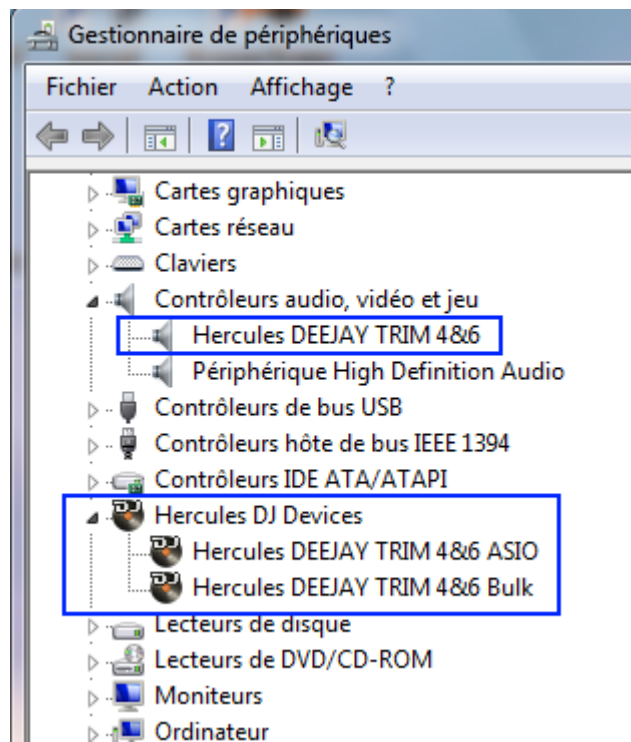 Gestionnaire de périphériques
Fichier Action Affichage ?
Cartes graphiques
Cartes réseau
Claviers
Contrôleurs audio, vidéo et jeu
Hercules DEEJAY TRIM 4&6
Périphérique High Definition Audio
Contrôleurs de bus USB
Contrôleurs hôte de bus IEEE 1394
Contrôleurs IDE ATA/ATAPI
Hercules DJ Devices
Hercules DEEJAY TRIM 4&6 ASIO
Hercules DEEJAY TRIM 4&6 Bulk
Lecteurs de disque
Lecteurs de DVD/CD-ROM
Moniteurs
Ordinateur